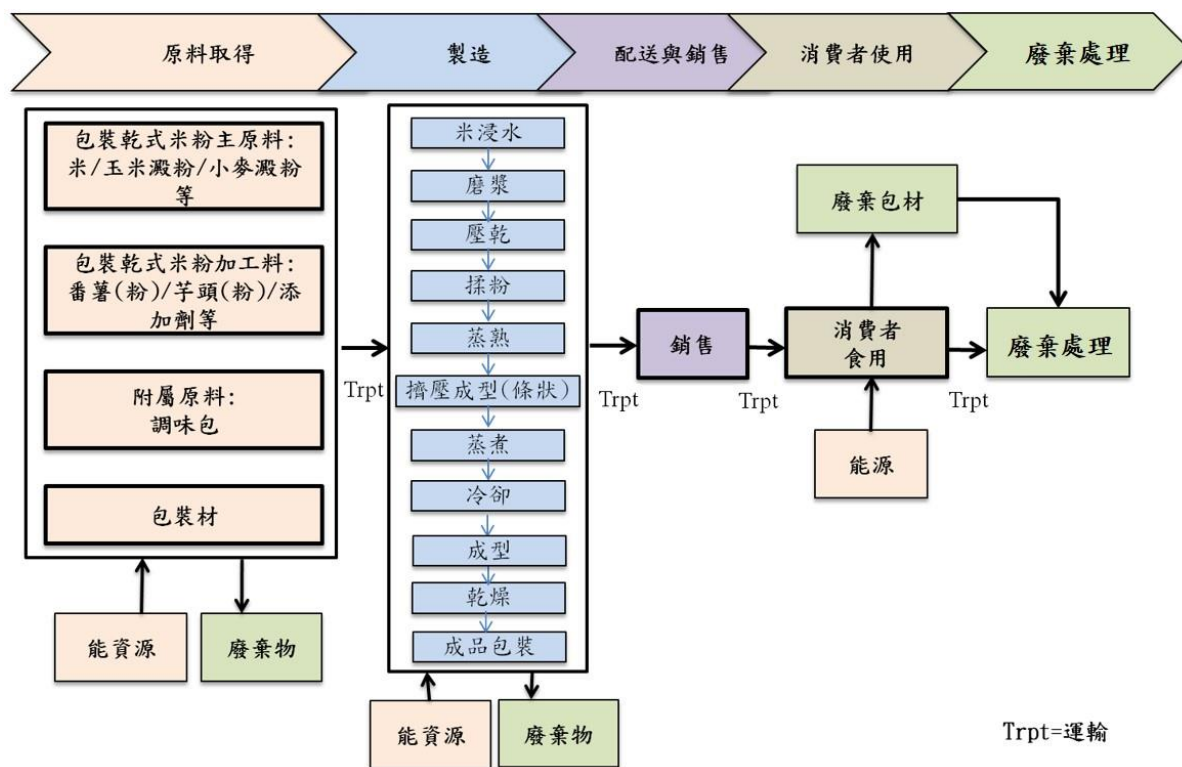 原料取得
製造
配送與銷售
消費者使用
廢棄處理
包裝乾式米粉主原料:
米/玉米澱粉/小麥澱粉
等
包裝乾式米粉加工料:
番薯(粉)/芋頭(粉)/添
加劑等
附屬原料:
調味包
包裝材
能資源
廢棄物
Trpt
米浸水
磨漿
壓乾
揉粉
蒸熟
擠壓成型(條狀)
蒸煮
冷卻
成型
乾燥
成品包裝
能資源
廢棄物
Trpt
銷售
Trpt
廢棄包材
消費者
食用
能源
Trpt
廢棄處理
Trpt=運輸